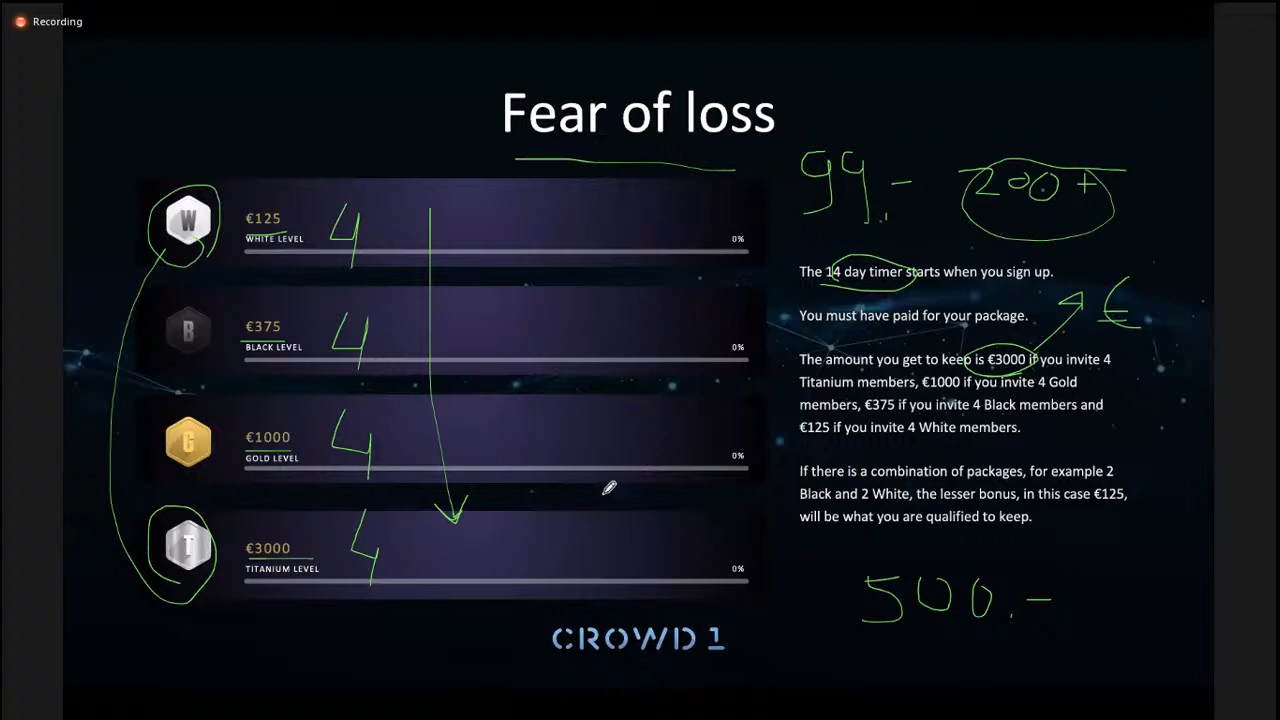 Recording
Fear of loss
99.-
200+
W
€125
4
WHITE LEVEL
0%
B
€375
4
BLACK LEVEL
0%
G
€1000
4
GOLD LEVEL
0%
T
€3000
4
TITANIUM LEVEL
0%
The 14 day timer starts when you sign up.
You must have paid for your package.
€
The amount you get to keep is €3000 if you invite 4
Titanium members, €1000 if you invite 4 Gold
members, €375 if you invite 4 Black members and
€125 if you invite 4 White members.
If there is a combination of packages, for example 2
Black and 2 White, the lesser bonus, in this case €125,
will be what you are qualified to keep.
500.-
CROWD 1